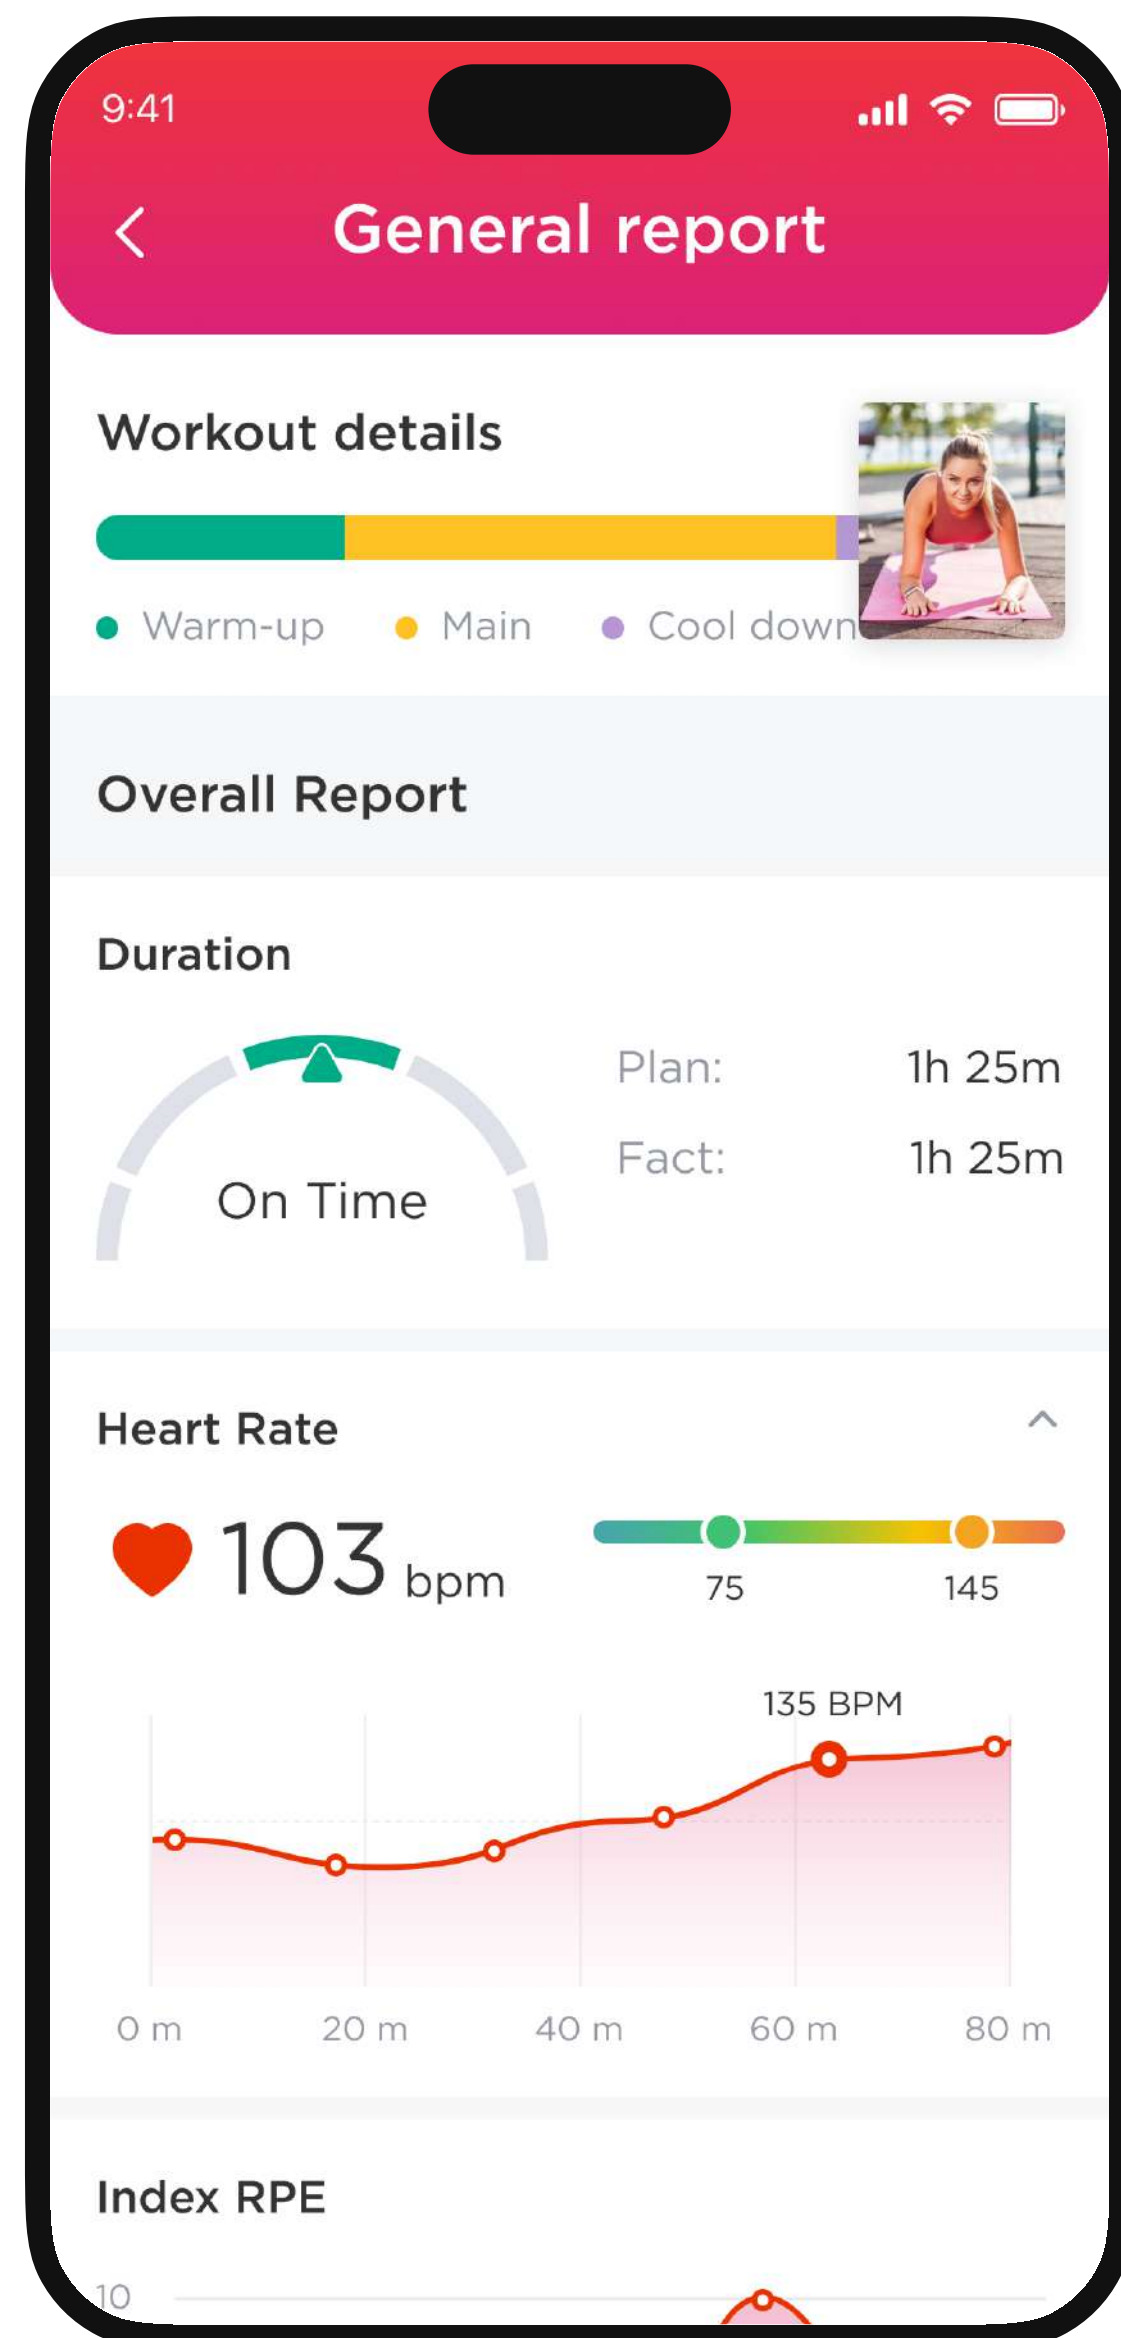 9:41
General report
Workout details
Warm-up Main Cool down
Overall Report
Duration
Plan: 1h 25m
Fact: 1h 25m
On Time
Heart Rate
103 bpm
75 145
135 BPM
0 m 20 m 40 m 60 m 80 m
Index RPE
10